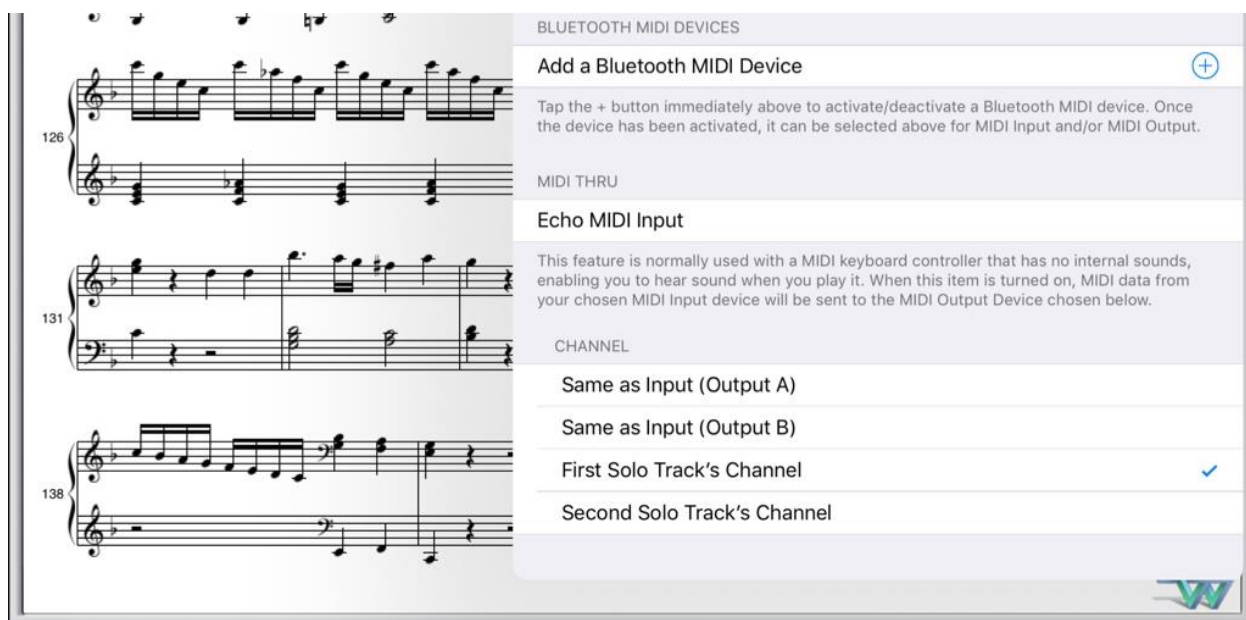 126
131
138
BLUETOOTH MIDI DEVICES
Add a Bluetooth MIDI Device
Tap the + button immediately above to activate/deactivate a Bluetooth MIDI device. Once
the device has been activated, it can be selected above for MIDI Input and/or MIDI Output.
MIDI THRU
Echo MIDI Input
This feature is normally used with a MIDI keyboard controller that has no internal sounds,
enabling you to hear sound when you play it. When this item is turned on, MIDI data from
your chosen MIDI Input device will be sent to the MIDI Output Device chosen below.
CHANNEL
Same as Input (Output A)
Same as Input (Output B)
First Solo Track's Channel
Second Solo Track's Channel